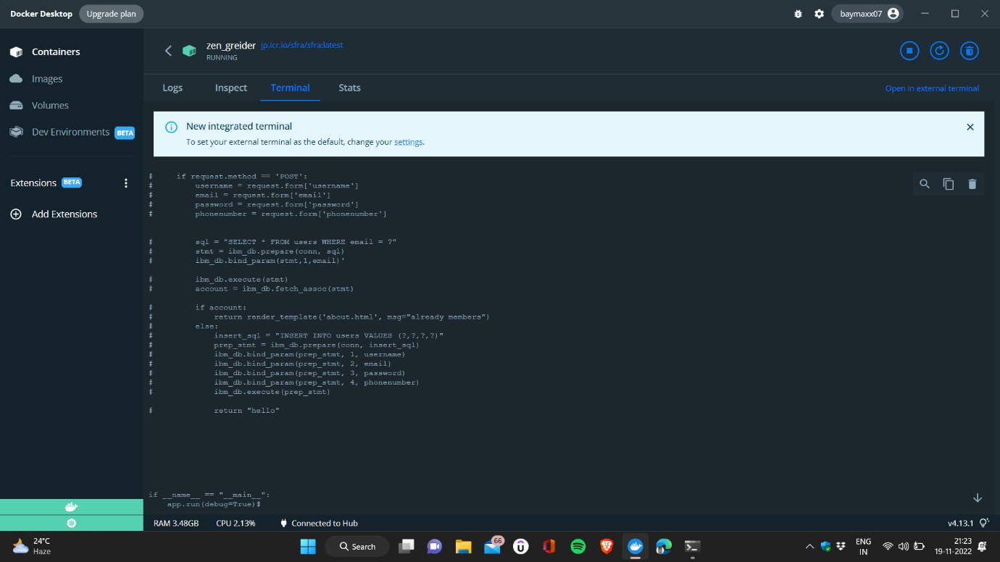 Docker Desktop Upgrade plan baymaxx07
Containers
Images
Volumes
Dev Environments BETA
Extensions BETA
Add Extensions
zen_greider jp.icr.io/sfra/sfra:latest
RUNNING
Logs Inspect Terminal Stats Open in external terminal
New integrated terminal
To set your external terminal as the default, change your settings.
#     if request.method == 'POST':
#         username = request.form['username']
#         email = request.form['email']
#         password = request.form['password']
#         phonenumber = request.form['phonenumber']
#         sql = "SELECT * FROM users WHERE email = ?"
#         stmt = ibm_db.prepare(conn, sql)
#         ibm_db.bind_param(stmt,1,email)'
#         ibm_db.execute(stmt)
#         account = ibm_db.fetch_assoc(stmt)
#         if account:
#             return render_template('about.html', msg="already members")
#         else:
#             insert_sql = "INSERT INTO users VALUES (?,?,?,?)"
#             prep_stmt = ibm_db.prepare(conn, insert_sql)
#             ibm_db.bind_param(prep_stmt, 1, username)
#             ibm_db.bind_param(prep_stmt, 2, email)
#             ibm_db.bind_param(prep_stmt, 3, password)
#             ibm_db.bind_param(prep_stmt, 4, phonenumber)
#             ibm_db.execute(prep_stmt)
#             return "hello"
if __name__ == "__main__":
    app.run(debug=True)#
RAM 3.48GB CPU 2.13% Connected to Hub v4.13.1
24°C
Haze
Search
66
ENG
IN
21:23
19-11-2022